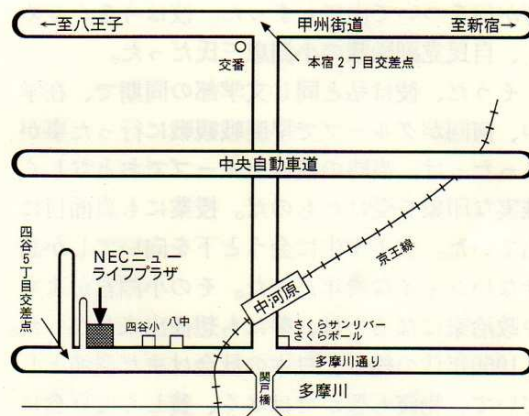 ←至八王子
甲州街道
至新宿→
交番
本宿2丁目交差点
中央自動車道
四谷5丁目交差点
NECニュー
ライフプラザ
京王線
中河原
四谷小
八中
さくらサンリバー
さくらポール
多摩川通り
関戸橋
多摩川